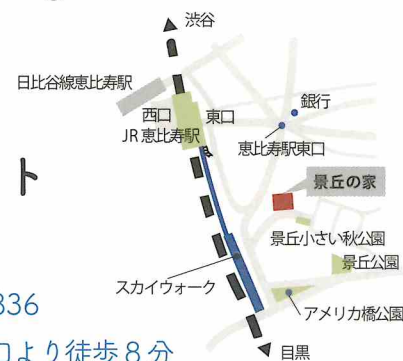 渋谷
日比谷線恵比寿駅
西口
東口
JR恵比寿駅
銀行
恵比寿駅東口
ト
景丘の家
景丘小さい秋公園
景丘公園
スカイウォーク
アメリカ橋公園
336
口より徒歩8分
目黒